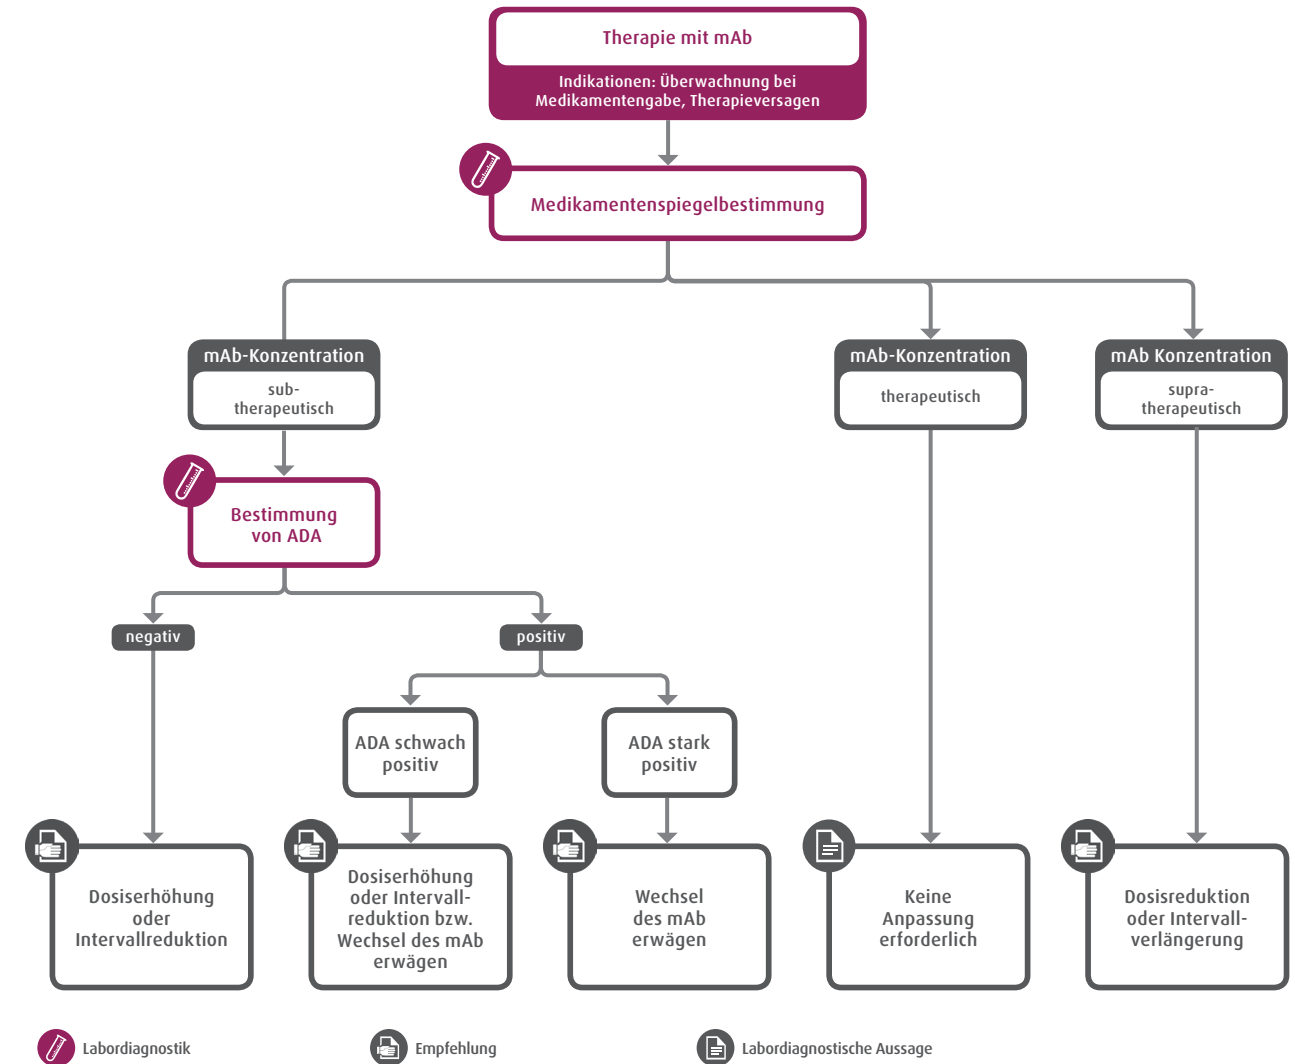 Therapie mit mAb
Indikationen: Überwachnung bei
Medikamentengabe, Therapieversagen
Medikamentenspiegelbestimmung
mAb-Konzentration
sub-
therapeutisch
mAb-Konzentration
therapeutisch
mAb Konzentration
supra-
therapeutisch
Bestimmung
von ADA
negativ
positiv
ADA schwach
positiv
ADA stark
positiv
Dosiserhöhung
oder
Intervallreduktion
Dosiserhöhung
oder Intervall-
reduktion bzw.
Wechsel des mAb
erwägen
Wechsel
des mAb
erwägen
Keine
Anpassung
erforderlich
Dosisreduktion
oder Intervall-
verlängerung
Labordiagnostik
Empfehlung
Labordiagnostische Aussage